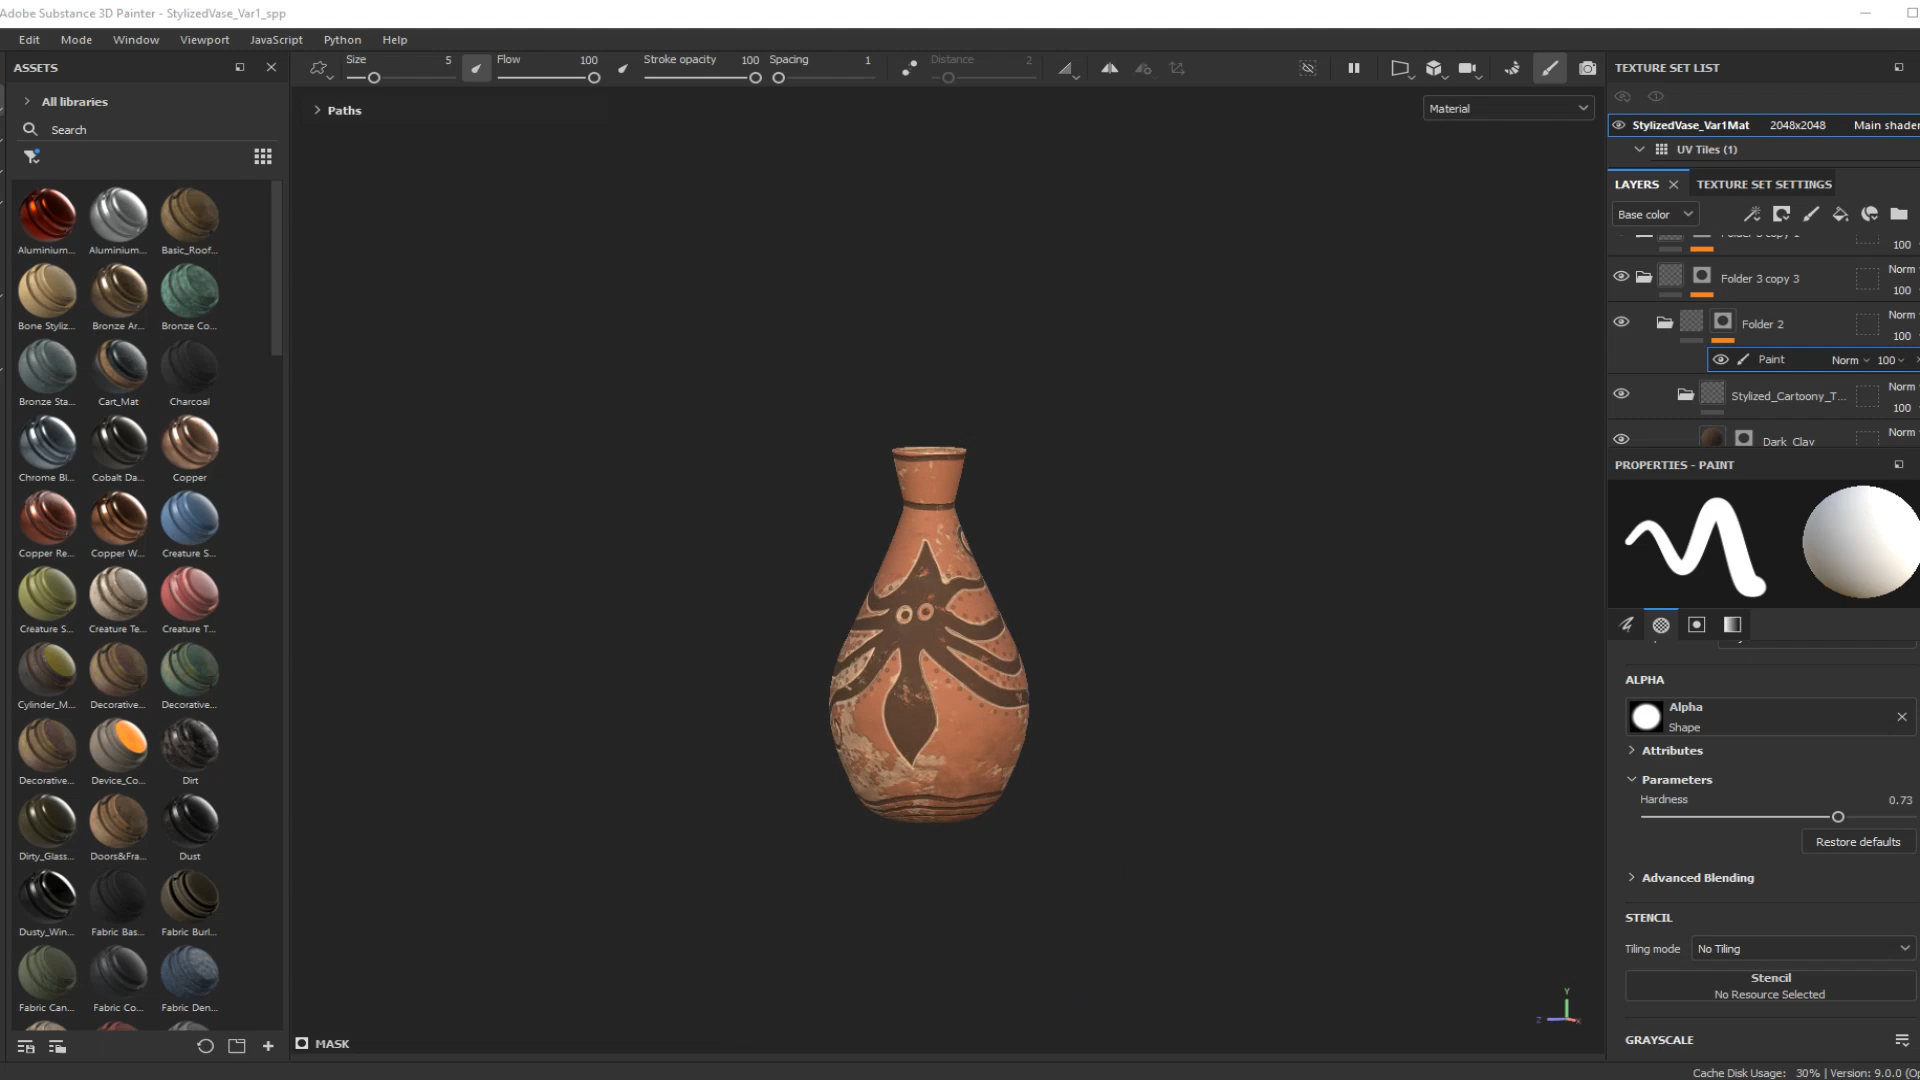 Adobe Substance 3D Painter - StylizedVase_Var1_spp
Edit Mode Window Viewport JavaScript Python Help
ASSETS
All libraries
Search
Aluminium... Aluminium... Basic_Roof...
Bone Styliz... Bronze Ar... Bronze Co...
Bronze Sta... Cart_Mat Charcoal
Chrome Bl... Cobalt Da... Copper
Copper Re... Copper W... Creature S...
Creature S... Creature Te... Creature T...
Cylinder_M... Decorative... Decorative...
Decorative... Device_Co... Dirt
Dirty_Glass... Doors&Fra... Dust
Dusty_Win... Fabric Bas... Fabric Burl...
Fabric Can... Fabric Co... Fabric Den...
Size 5 Flow 100 Stroke opacity 100 Spacing 1 Distance 2
Paths
Material
MASK
Y
Z
TEXTURE SET LIST
StylizedVase_Var1Mat 2048x2048 Main shader
UV Tiles (1)
LAYERS TEXTURE SET SETTINGS
Base color
100
Folder 3 copy 3 Norm
100
Folder 2 Norm
100
Paint Norm 100
Stylized_Cartoony_T... Norm
100
Dark_Clay Norm
PROPERTIES - PAINT
ALPHA
Alpha
Shape
Attributes
Parameters
Hardness 0.73
Restore defaults
Advanced Blending
STENCIL
Tiling mode No Tiling
Stencil
No Resource Selected
GRAYSCALE
Cache Disk Usage: 30% | Version: 9.0.0